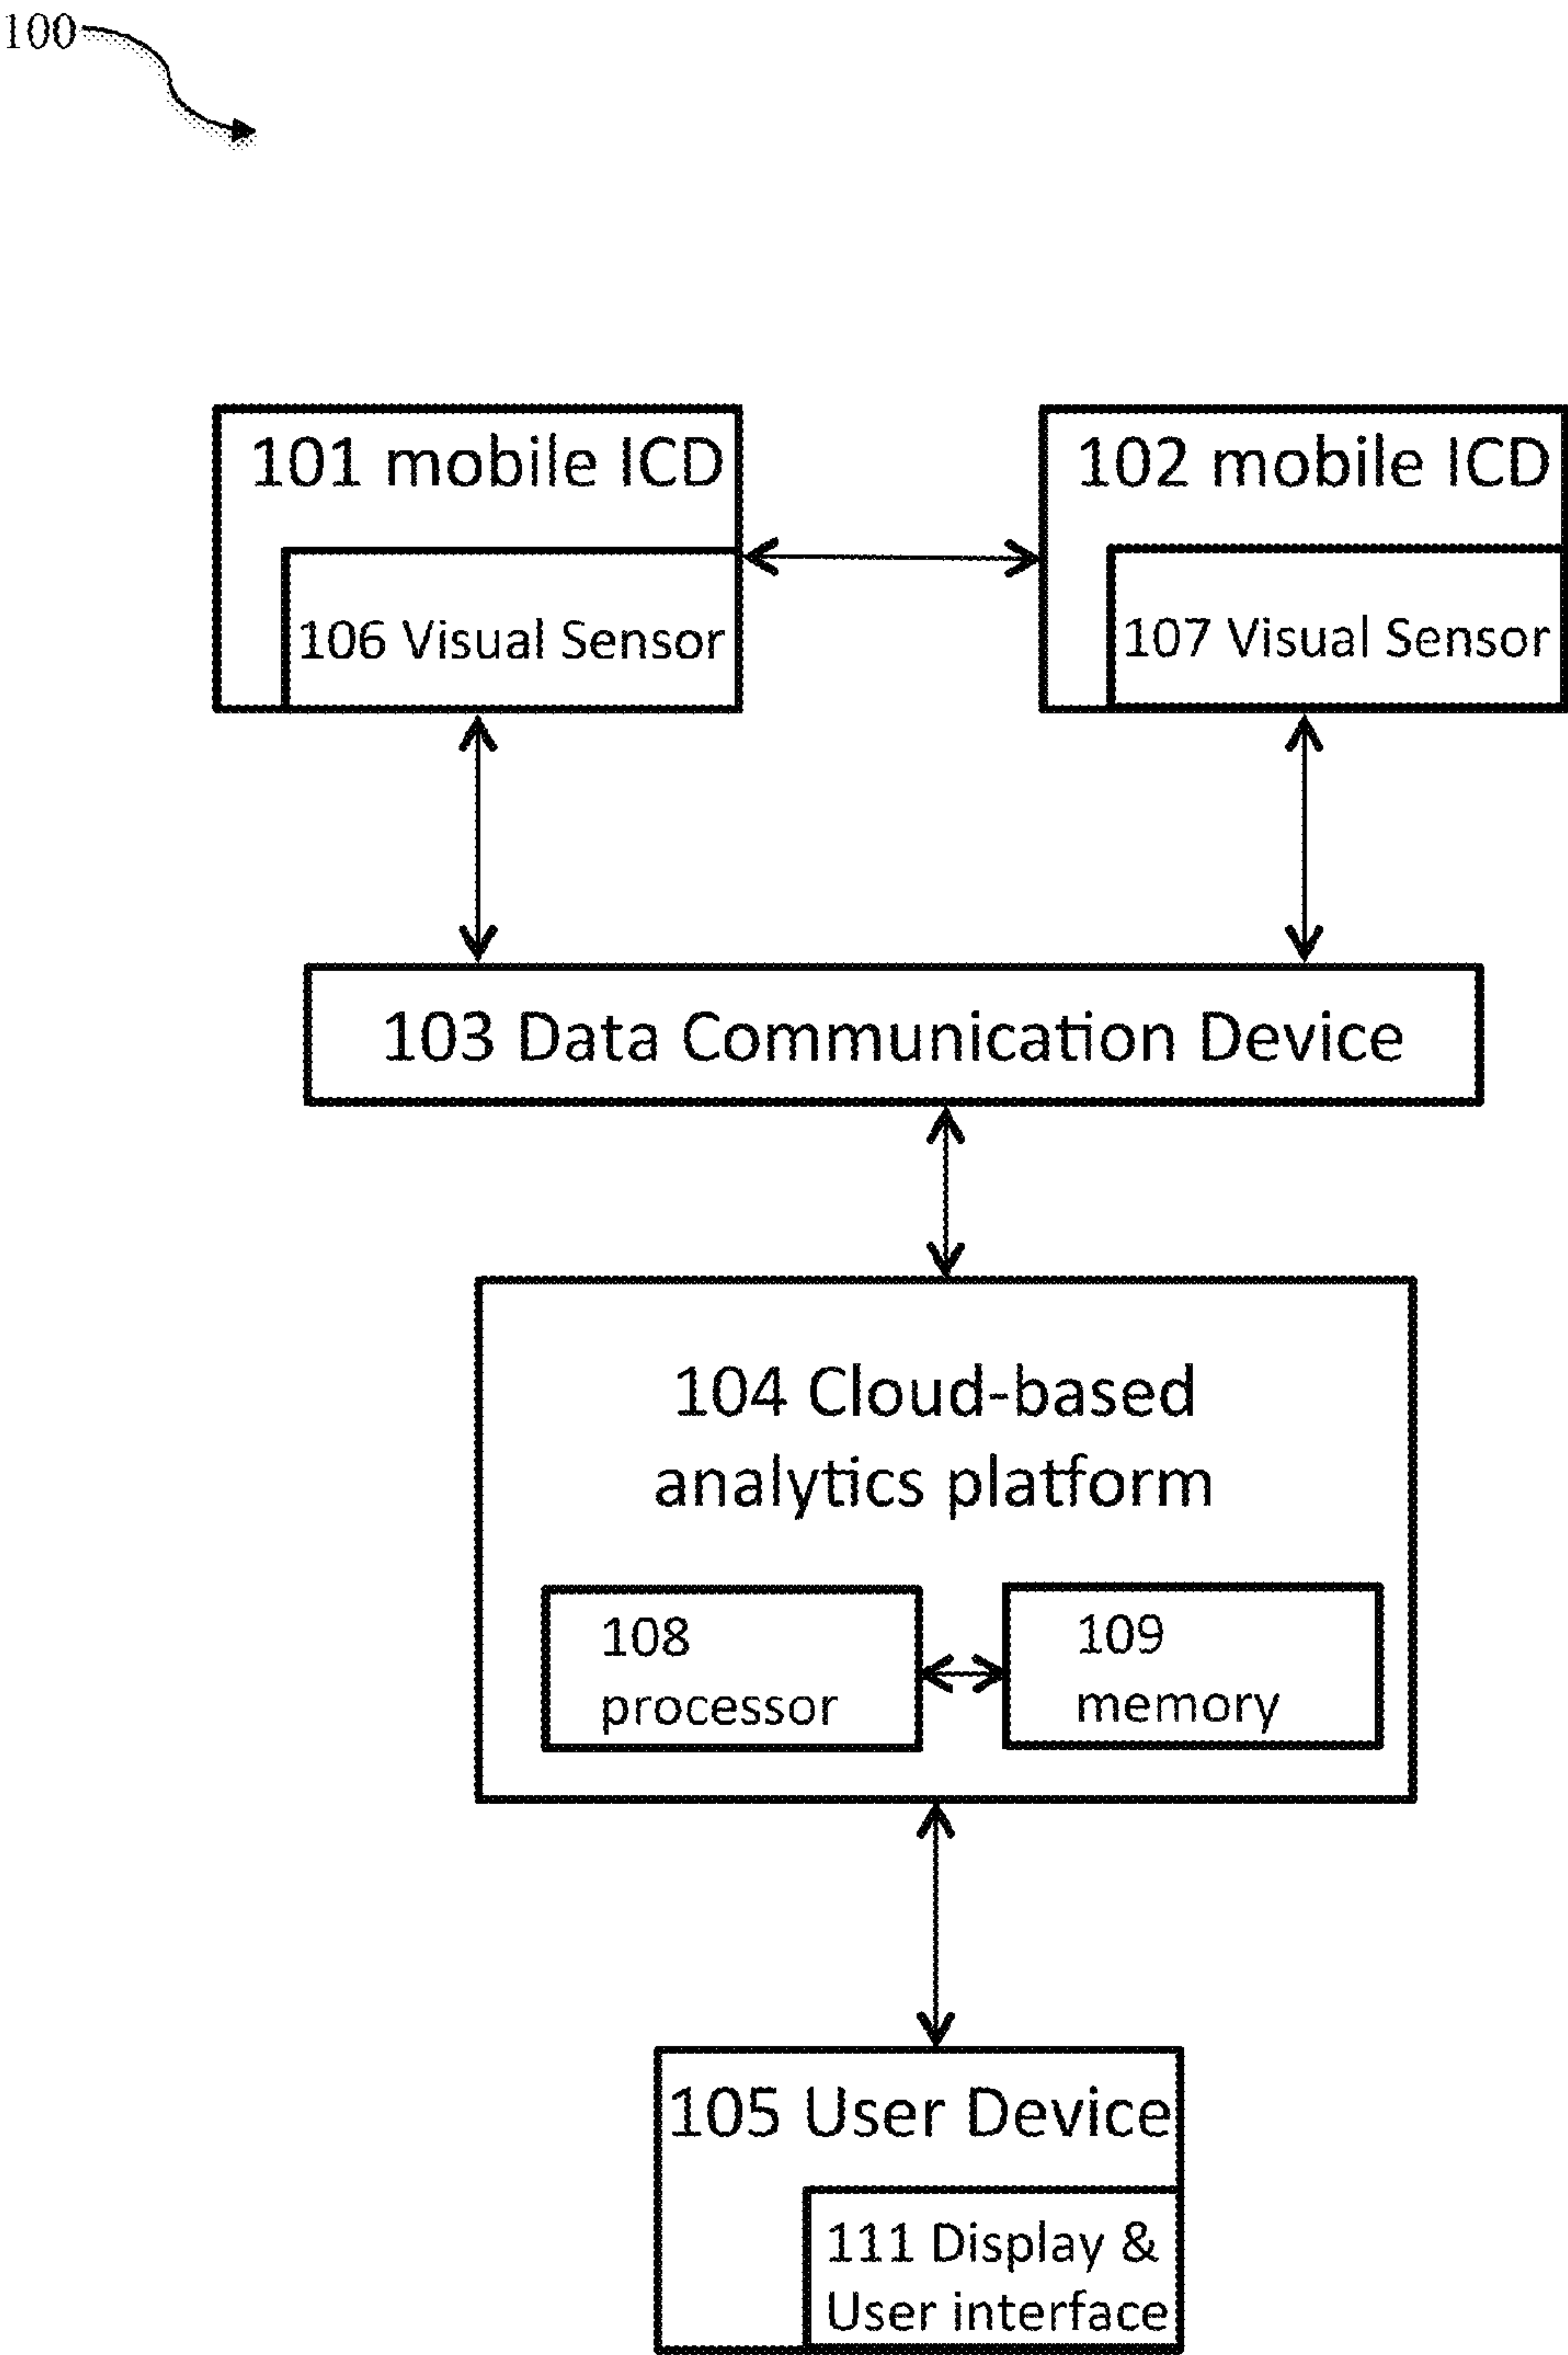 100
101 mobile ICD
102 mobile ICD
106 Visual Sensor
107 Visual Sensor
103 Data Communication Device
104 Cloud-based
analytics platform
108
processor
109
memory
105 User Device
111 Display &
User interface